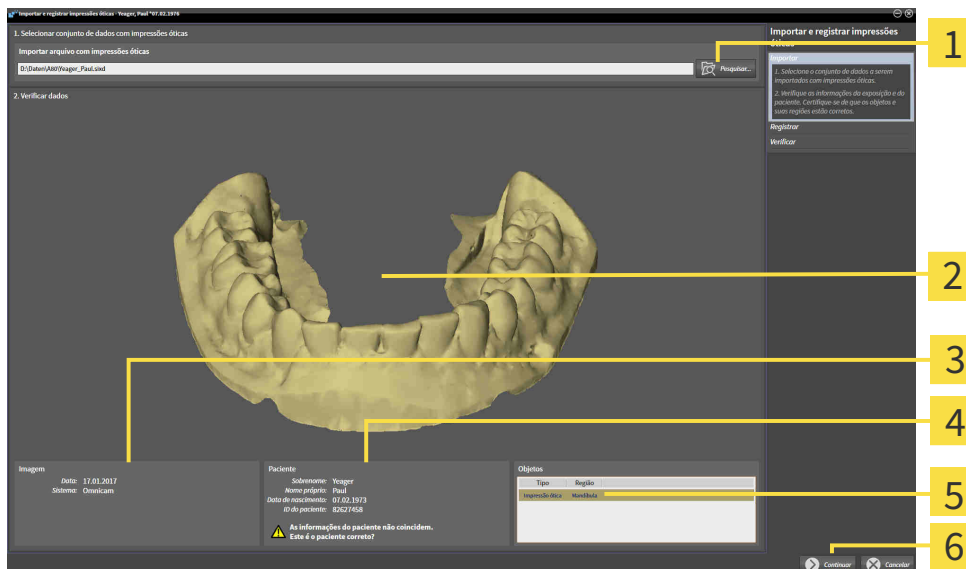 Importar e registrar impressões óticas - Yeager, Paul *07.02.1976
1. Selecionar conjunto de dados com impressões óticas
Importar arquivo com impressões óticas
D:\Daten\A80\Yeager_Paul.sixd
Pesquisar...
2. Verificar dados
Importar e registrar impressões
óticas
Importar
1. Selecione o conjunto de dados a serem
importados com impressões óticas.
2. Verifique as informações da exposição e do
paciente. Certifique-se de que os objetos e
suas regiões estão corretos.
Registrar
Verificar
1
2
3
4
5
6
Imagem
Data: 17.01.2017
Sistema: Omnicam
Paciente
Sobrenome: Yeager
Nome próprio: Paul
Data de nascimento: 07.02.1973
ID do paciente: 82627458
As informações do paciente não coincidem.
Este é o paciente correto?
Objetos
Tipo Região
Impressão ótica Mandíbula
Continuar
Cancelar